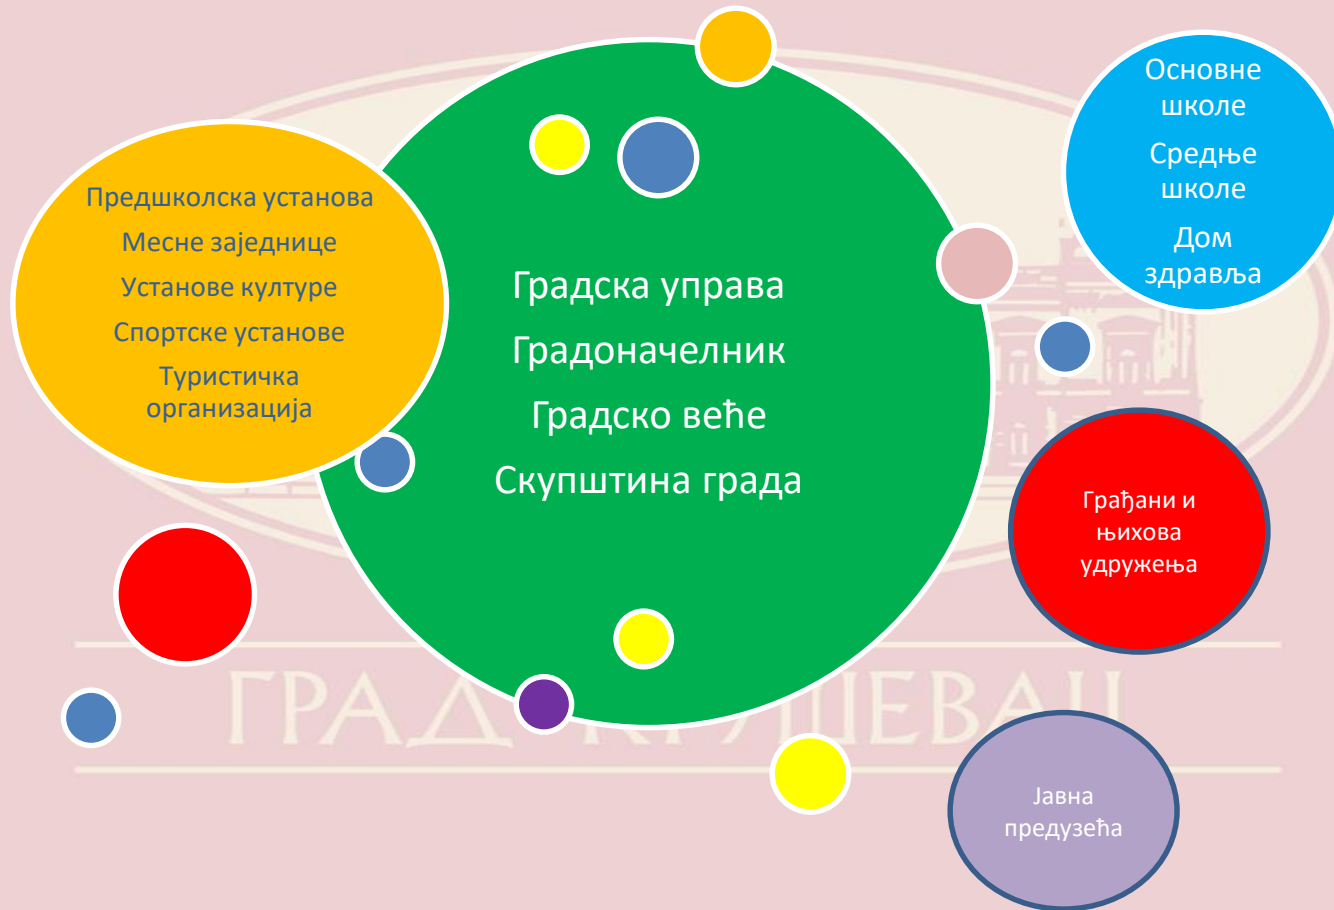 Предшколска установа
Месне заједнице
Установе културе
Спортске установе
Туристичка
организација
Градска управа
Градоначелник
Градско веће
Скупштина града
Основне
школе
Средње
школе
Дом
здравља
Грађани и
њихова
удружења
Јавна
предузећа
ГРАД КРУШЕВАЦ